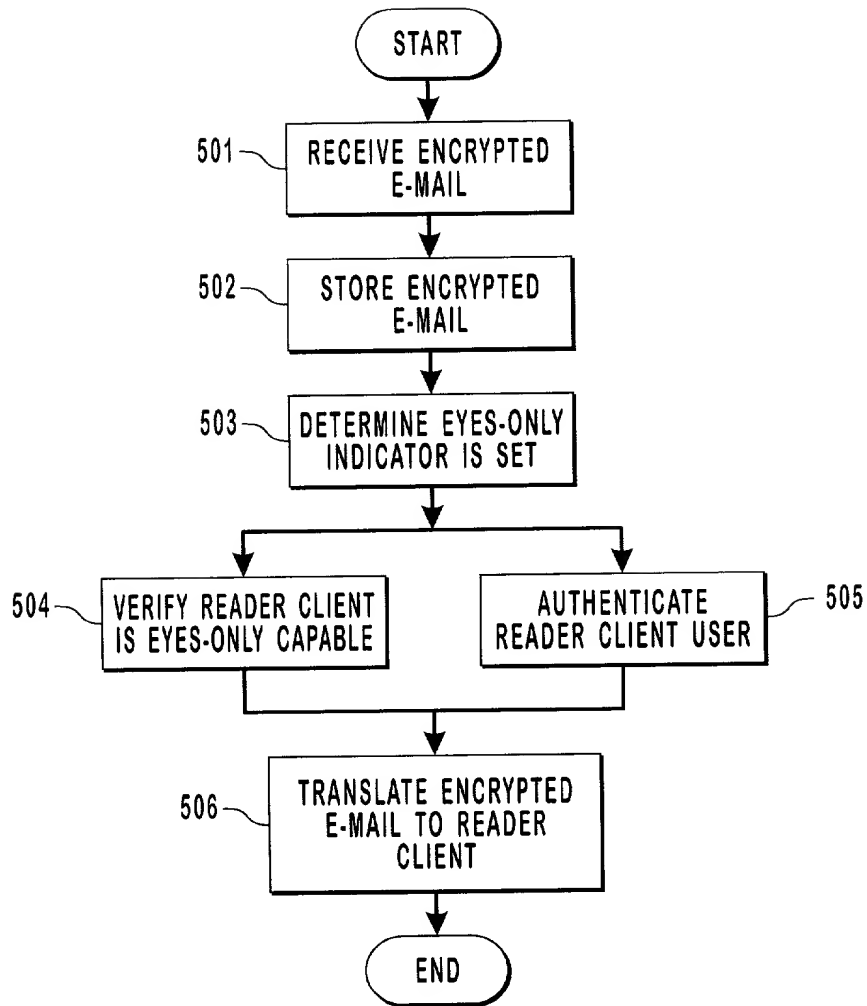 START
501
RECEIVE ENCRYPTED
E-MAIL
502
STORE ENCRYPTED
E-MAIL
503
DETERMINE EYES-ONLY
INDICATOR IS SET
504
VERIFY READER CLIENT
IS EYES-ONLY CAPABLE
AUTHENTICATE
READER CLIENT USER
505
506
TRANSLATE ENCRYPTED
E-MAIL TO READER
CLIENT
END